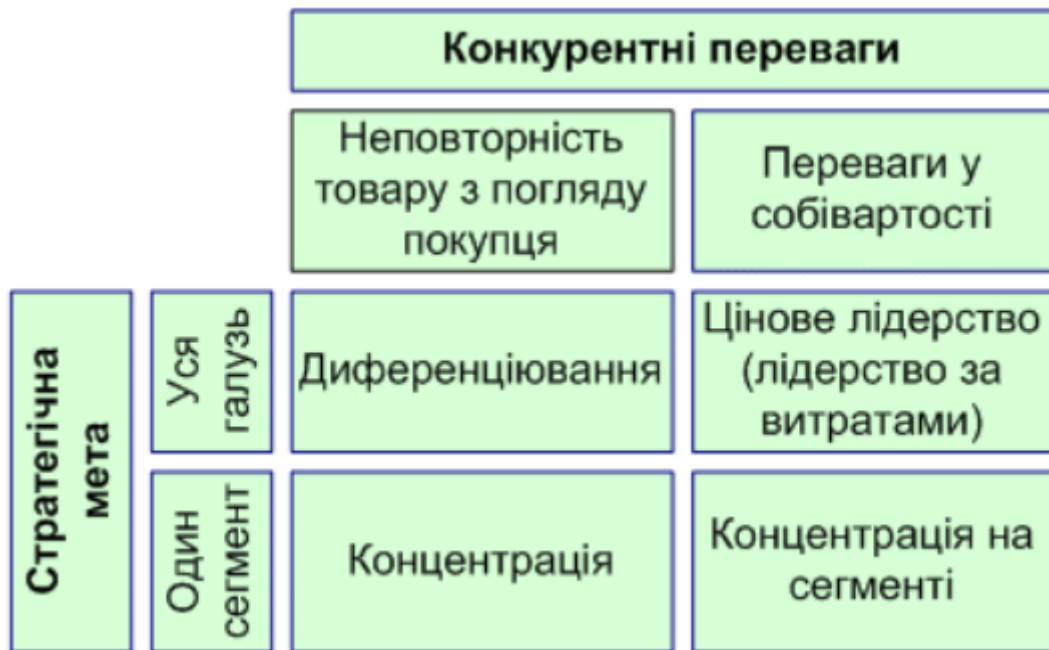 Конкурентні переваги
Неповторність
товару з погляду
покупця
Переваги у
собівартості
Стратегічна
мета
Уся
галузь
Диференціювання
Цінове лідерство
(лідерство за
витратами)
Один
сегмент
Концентрація
Концентрація на
сегменті